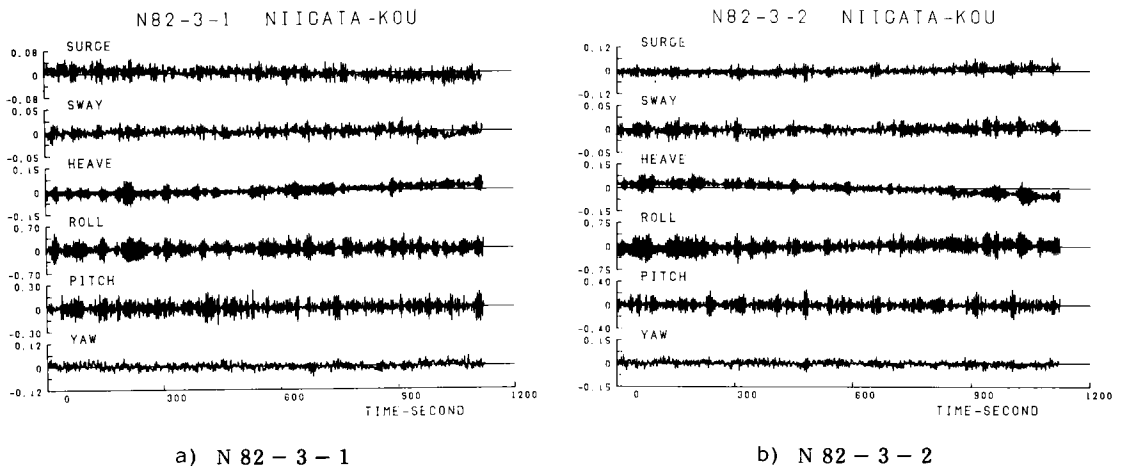 N82-3-1 NIIGATA-KOU
SURGE
0.08
0
-0.08
SWAY
0.05
0
-0.05
HEAVE
0.15
0
-0.15
ROLL
0.70
0
-0.70
PITCH
0.30
0
-0.30
YAW
0.12
0
-0.12
0 300 600 900 1200
TIME-SECOND
a) N 82 - 3 - 1
N82-3-2 NIIGATA-KOU
SURGE
0.12
0
-0.12
SWAY
0.05
0
-0.05
HEAVE
0.15
0
-0.15
ROLL
0.75
0
-0.75
PITCH
0.40
0
-0.40
YAW
0.15
0
-0.15
0 300 600 900 1200
TIME-SECOND
b) N 82 - 3 - 2